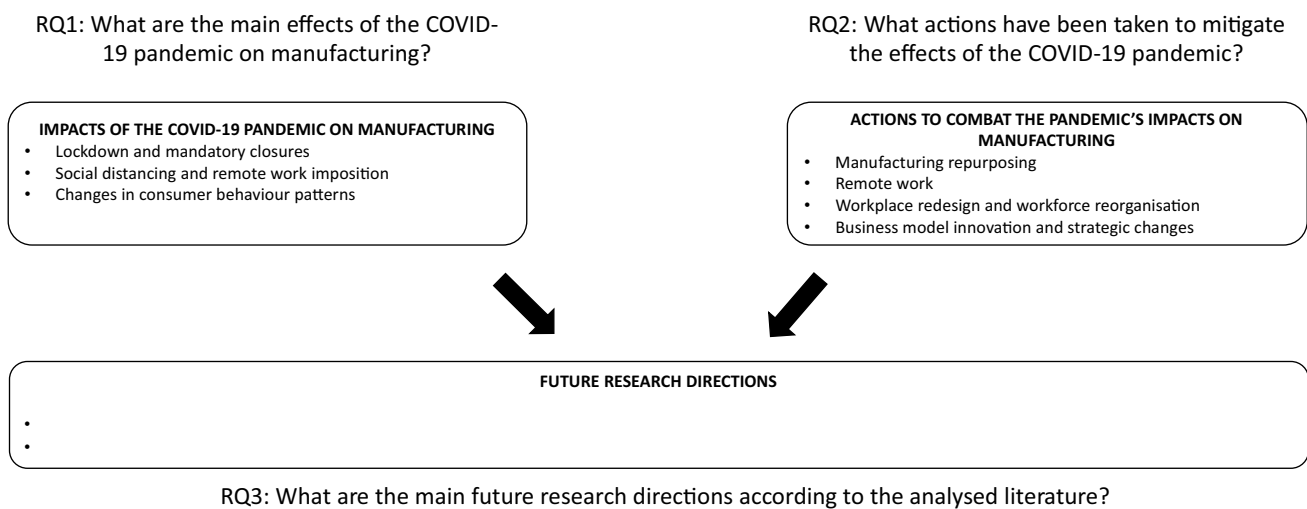 RQ1: What are the main effects of the COVID-
19 pandemic on manufacturing?
RQ2: What actions have been taken to mitigate
the effects of the COVID-19 pandemic?
IMPACTS OF THE COVID-19 PANDEMIC ON MANUFACTURING
• Lockdown and mandatory closures
• Social distancing and remote work imposition
• Changes in consumer behaviour patterns
ACTIONS TO COMBAT THE PANDEMIC'S IMPACTS ON
MANUFACTURING
• Manufacturing repurposing
• Remote work
• Workplace redesign and workforce reorganisation
• Business model innovation and strategic changes
FUTURE RESEARCH DIRECTIONS
•
•
RQ3: What are the main future research directions according to the analysed literature?